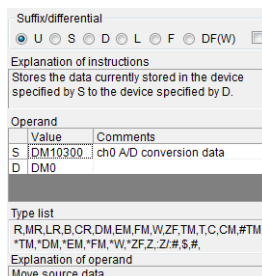 Suffix/differential
U S D L F DF(W)
Explanation of instructions
Stores the data currently stored in the device
specified by S to the device specified by D.
Operand
Value Comments
S DM10300 ch0 A/D conversion data
D DM0
Type list
R,MR,LR,B,CR,DM,EM,FM,W,ZF,TM,T,C,CM,#TM
*TM,*DM,*EM,*FM,*W,*ZF,Z,:Z/:#,$,#,
Explanation of operand
Move source data